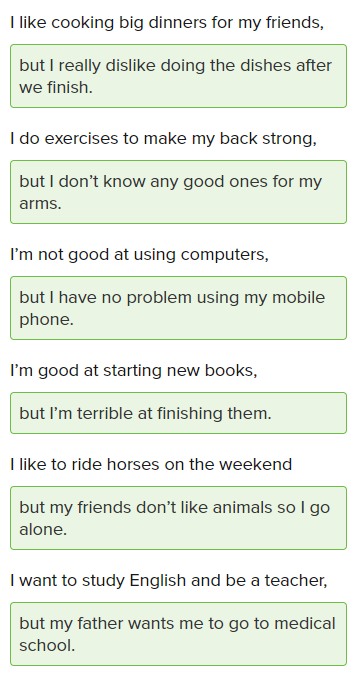 I like cooking big dinners for my friends,
but I really dislike doing the dishes after
we finish.
I do exercises to make my back strong,
but I don’t know any good ones for my
arms.
I’m not good at using computers,
but I have no problem using my mobile
phone.
I’m good at starting new books,
but I’m terrible at finishing them.
I like to ride horses on the weekend
but my friends don’t like animals so I go
alone.
I want to study English and be a teacher,
but my father wants me to go to medical
school.